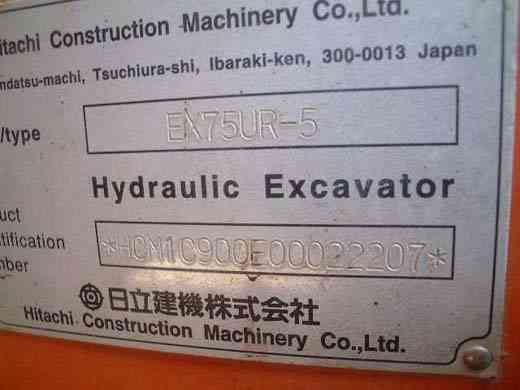 itachi Construction Machinery Co.,Ltd.
ndatsu-machi, Tsuchiura-shi, Ibaraki-ken, 300-0013 Japan
/type EX75UR-5
Hydraulic Excavator
uct
tification
mber *HCM1C900E00022207*
日立建機株式会社
Hitachi Construction Machinery Co.,Ltd.